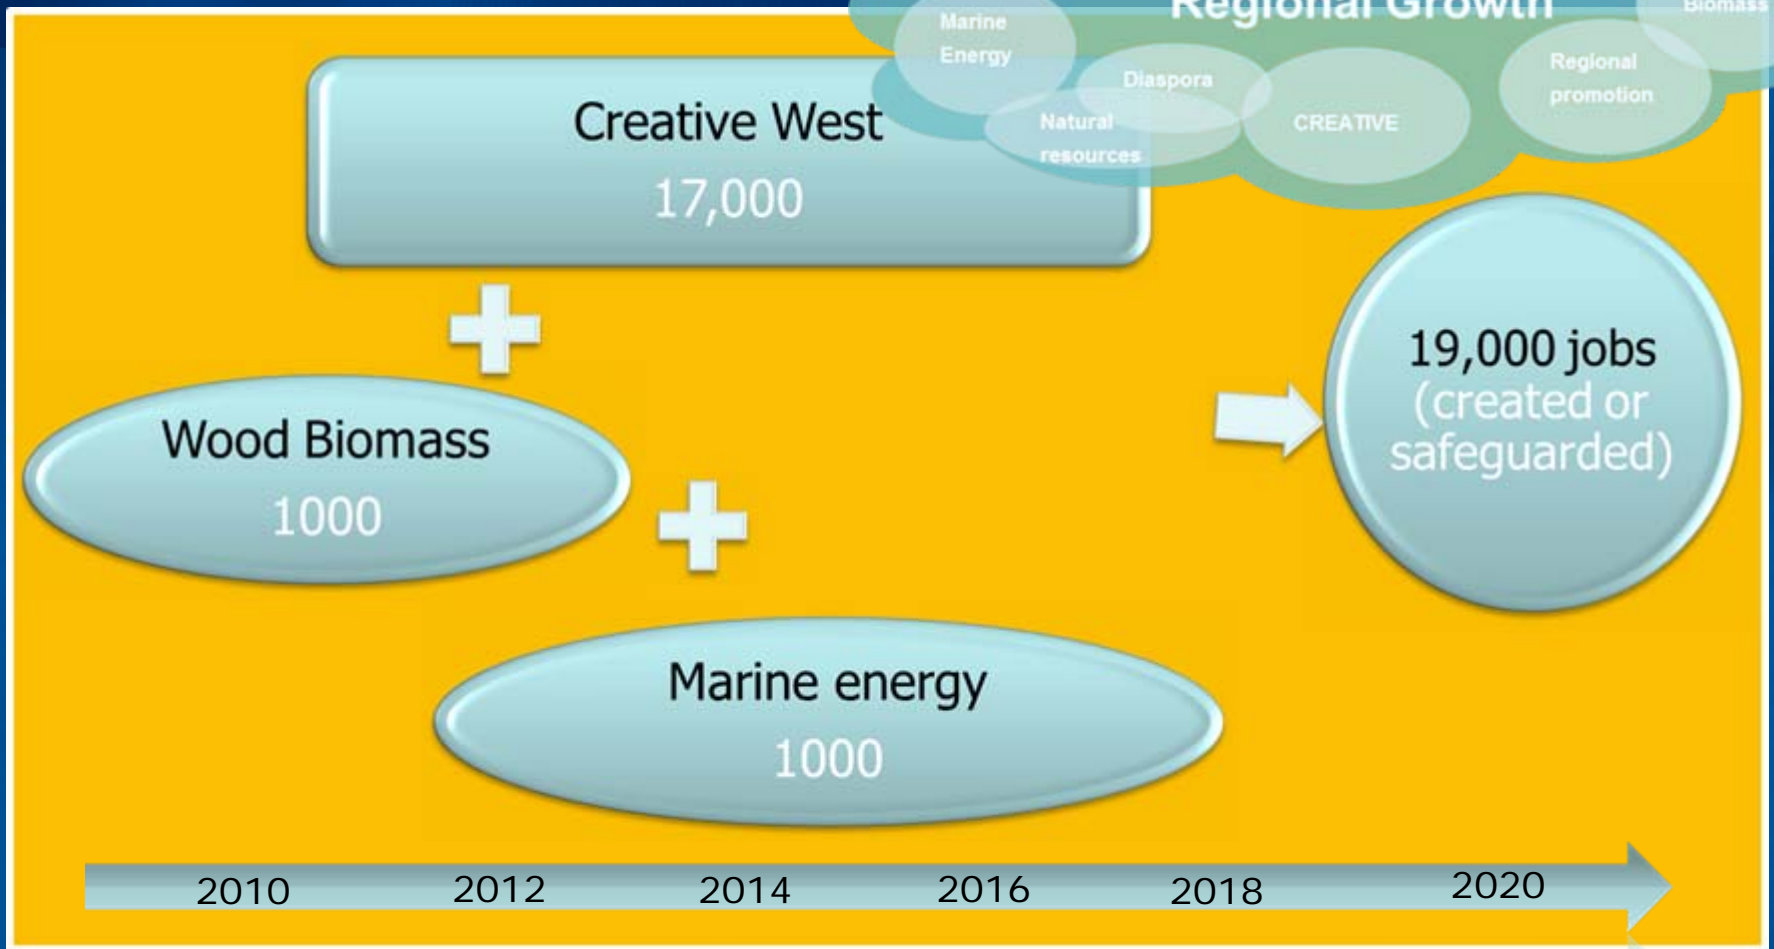 Regional Growth
Biomass
Marine
Energy
Diaspora
Regional
promotion
Natural
resources
CREATIVE
Creative West
17,000
Wood Biomass
1000
Marine energy
1000
19,000 jobs
(created or
safeguarded)
2010 2012 2014 2016 2018 2020